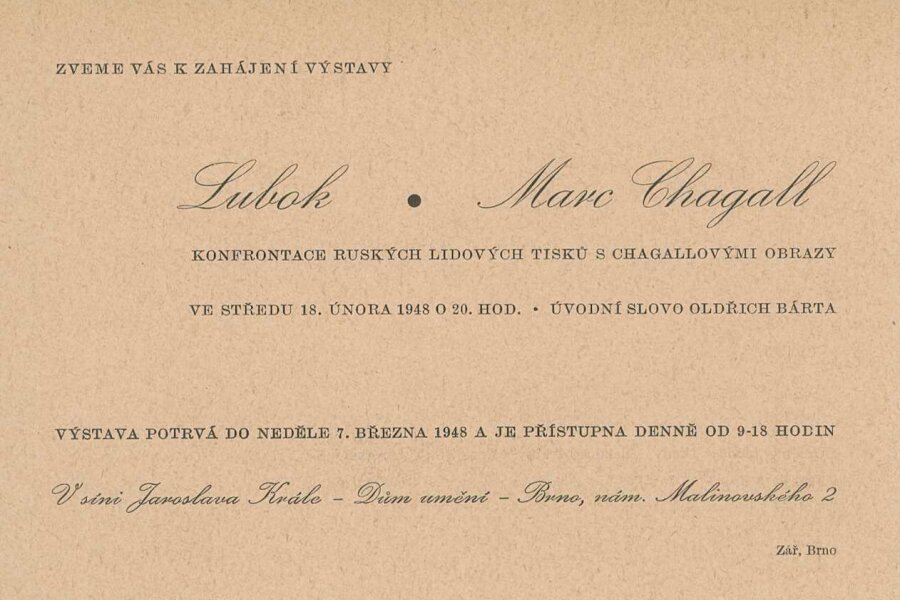 ZVEME VÁS K ZAHÁJENÍ VÝSTAVY
Lubok • Marc Chagall
KONFRONTACE RUSKÝCH LIDOVÝCH TISKŮ S CHAGALLOVÝMI OBRAZY
VE STŘEDU 18. ÚNORA 1948 O 20. HOD. • ÚVODNÍ SLOVO OLDŘICH BÁRTA
VÝSTAVA POTRVÁ DO NEDĚLE 7. BŘEZNA 1948 A JE PŘÍSTUPNA DENNĚ OD 9-18 HODIN
V síni Jaroslava Krále – Dům umění – Brno, nám. Malinovského 2
Zář, Brno